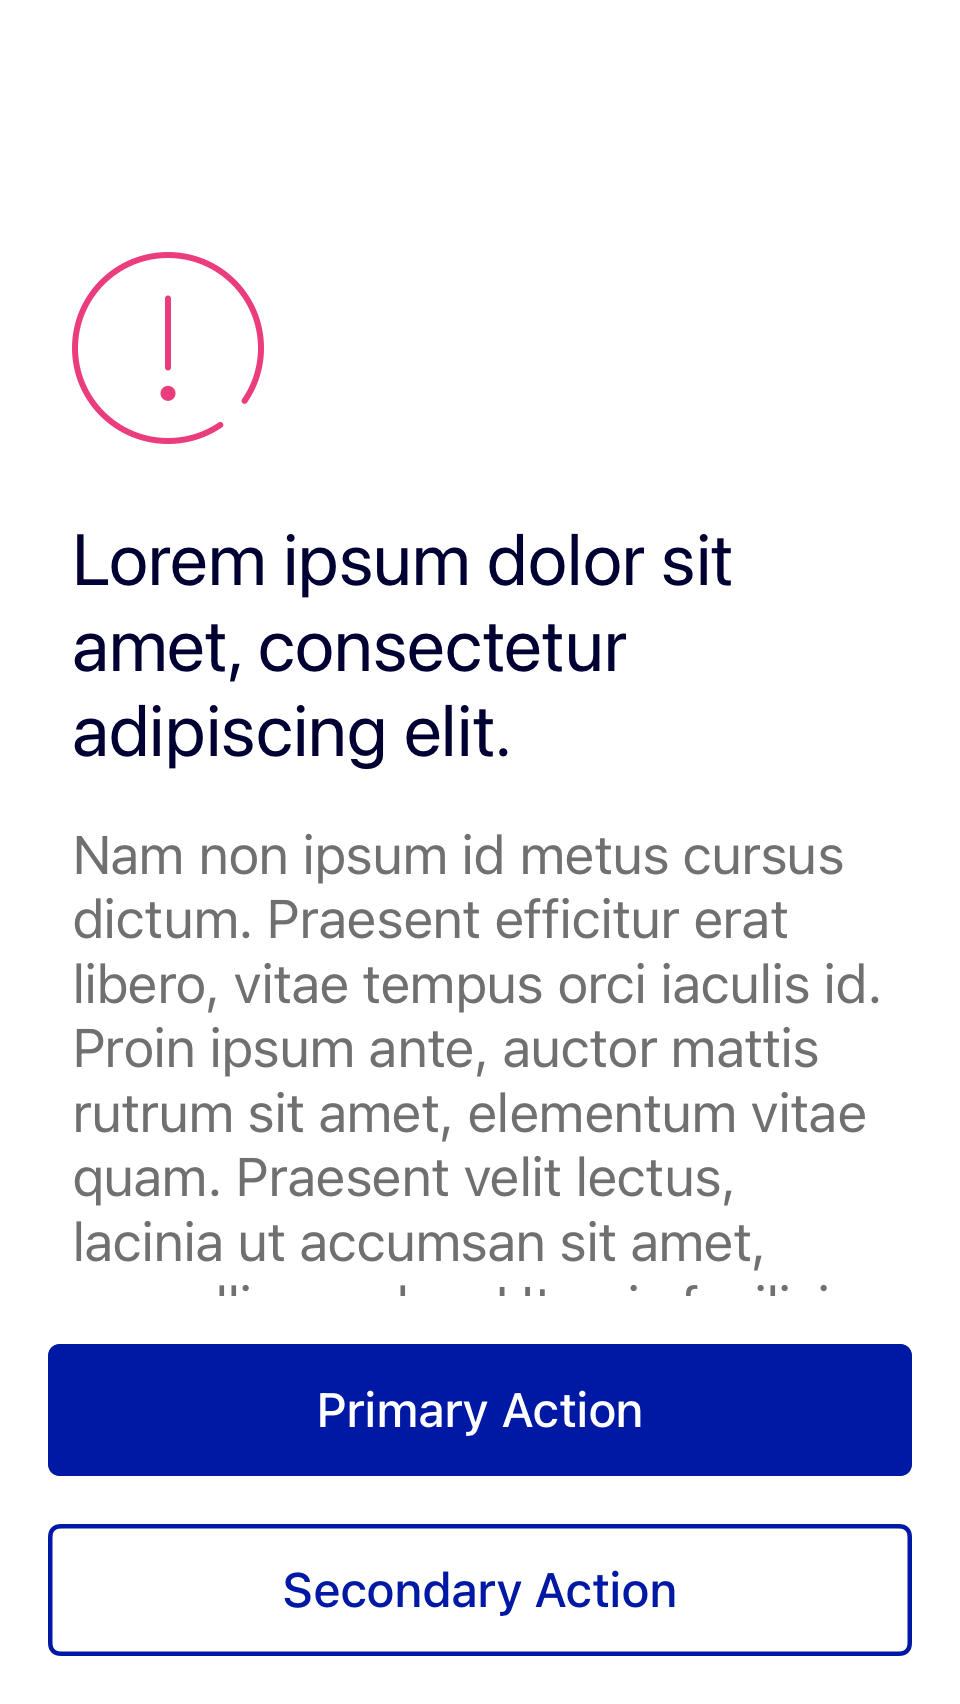 Lorem ipsum dolor sit
amet, consectetur
adipiscing elit.
Nam non ipsum id metus cursus
dictum. Praesent efficitur erat
libero, vitae tempus orci iaculis id.
Proin ipsum ante, auctor mattis
rutrum sit amet, elementum vitae
quam. Praesent velit lectus,
lacinia ut accumsan sit amet,
Primary Action
Secondary Action